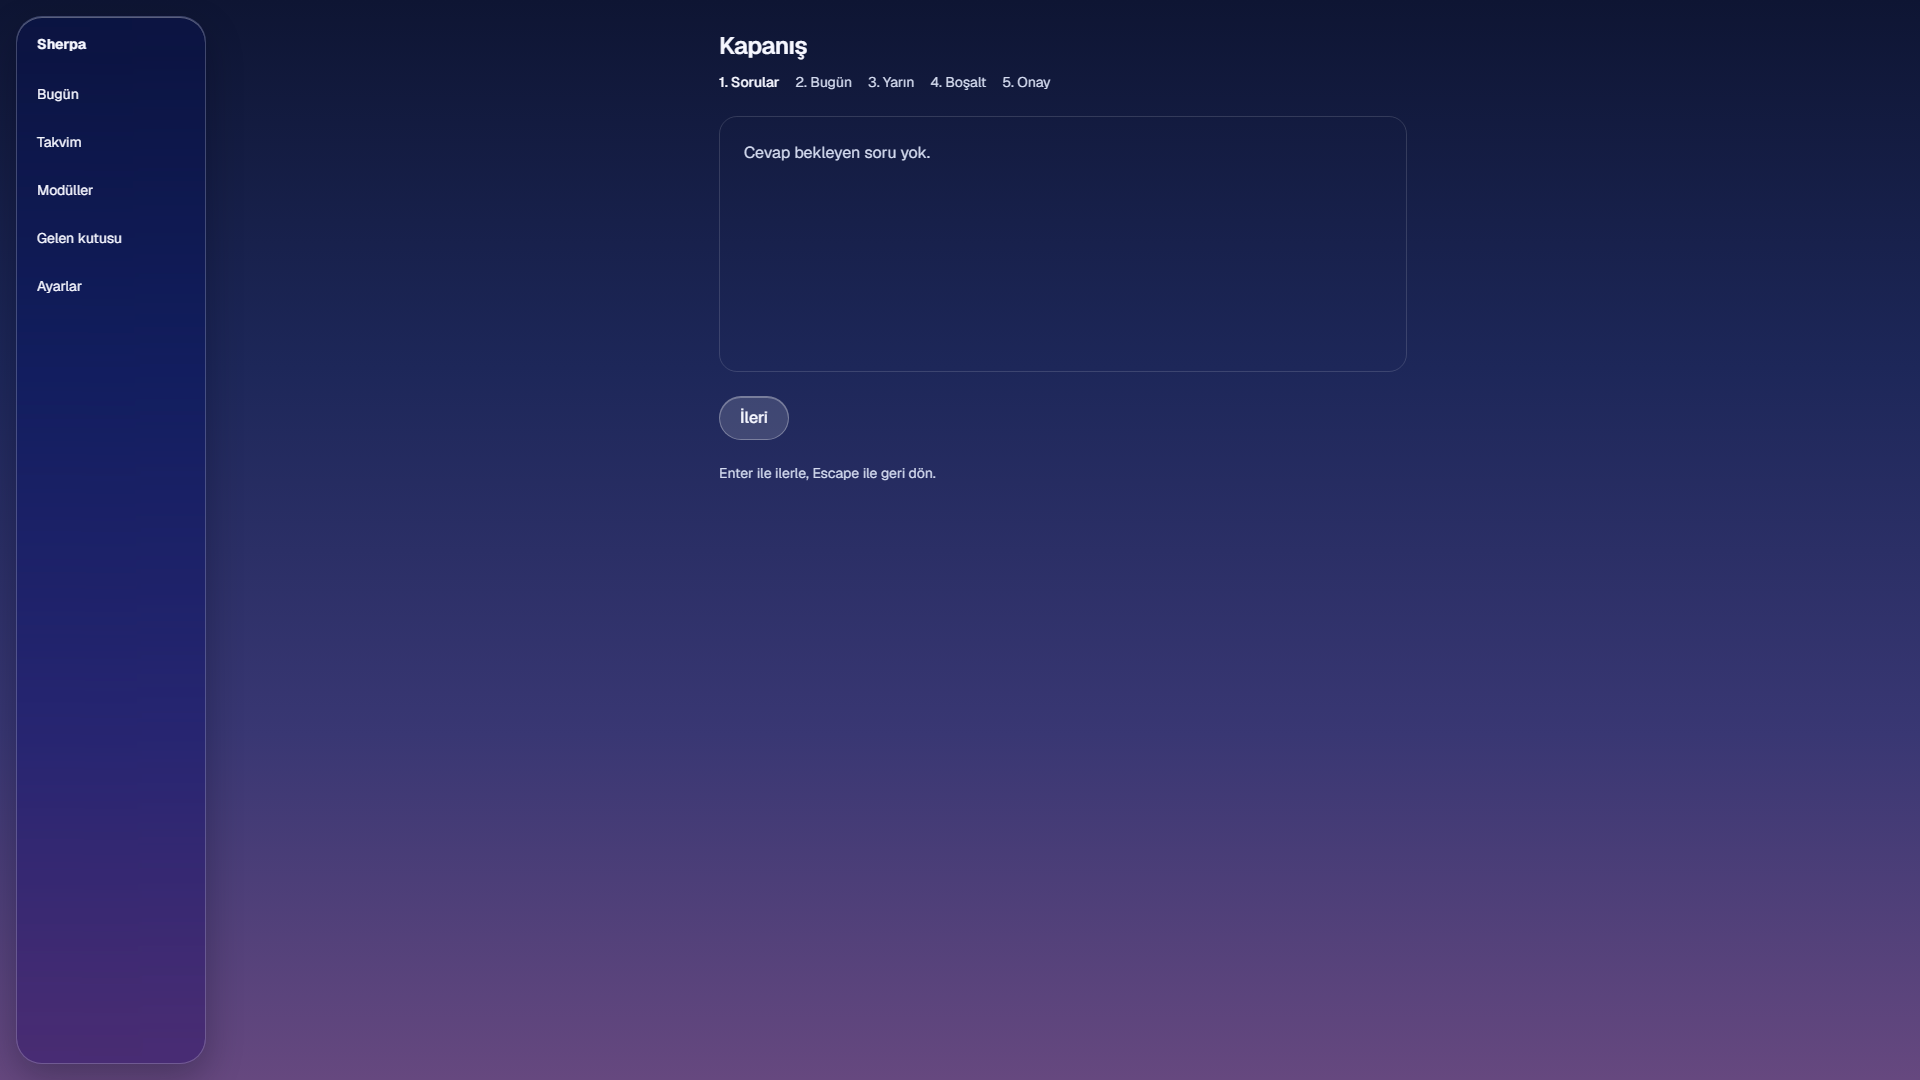 Sherpa
Bugün
Takvim
Modüller
Gelen kutusu
Ayarlar
Kapanış
1. Sorular 2. Bugün 3. Yarın 4. Boşalt 5. Onay
Cevap bekleyen soru yok.
İleri
Enter ile ilerle, Escape ile geri dön.